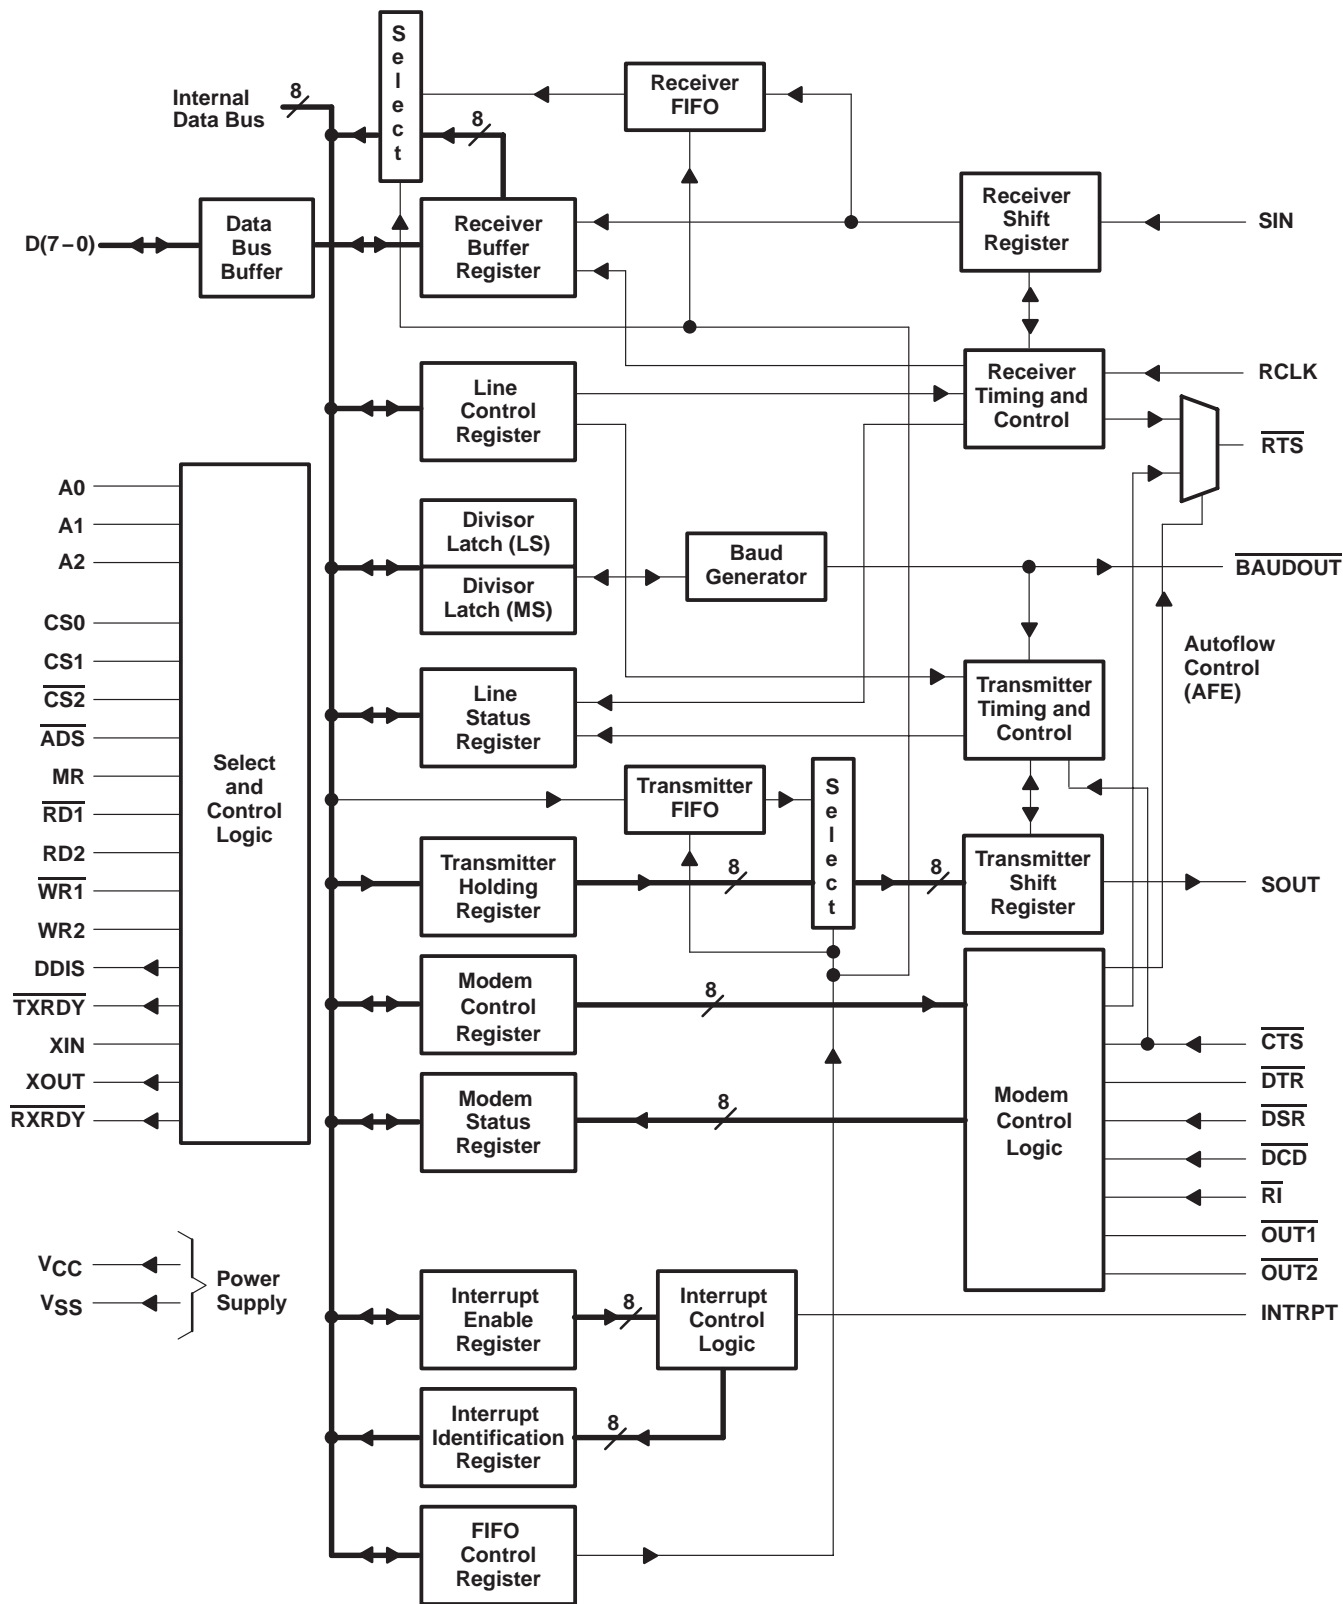 S
e
l
e
c
t
8
Internal
Data Bus
8
Receiver
FIFO
D(7−0)
Data
Bus
Buffer
Receiver
Buffer
Register
Receiver
Shift
Register
SIN
Line
Control
Register
Receiver
Timing and
Control
RCLK
RTS
A0
A1
A2
CS0
CS1
CS2
ADS
MR
RD1
RD2
WR1
WR2
DDIS
TXRDY
XIN
XOUT
RXRDY
Select
and
Control
Logic
Divisor
Latch (LS)
Divisor
Latch (MS)
Baud
Generator
BAUDOUT
Autoflow
Control
(AFE)
Line
Status
Register
Transmitter
Timing and
Control
Transmitter
FIFO
S
e
l
e
c
t
Transmitter
Holding
Register
8
8
Transmitter
Shift
Register
SOUT
Modem
Control
Register
8
Modem
Status
Register
8
Modem
Control
Logic
CTS
DTR
DSR
DCD
RI
OUT1
OUT2
VCC
VSS
Power
Supply
Interrupt
Enable
Register
8
Interrupt
Control
Logic
INTRPT
Interrupt
Identification
Register
8
FIFO
Control
Register